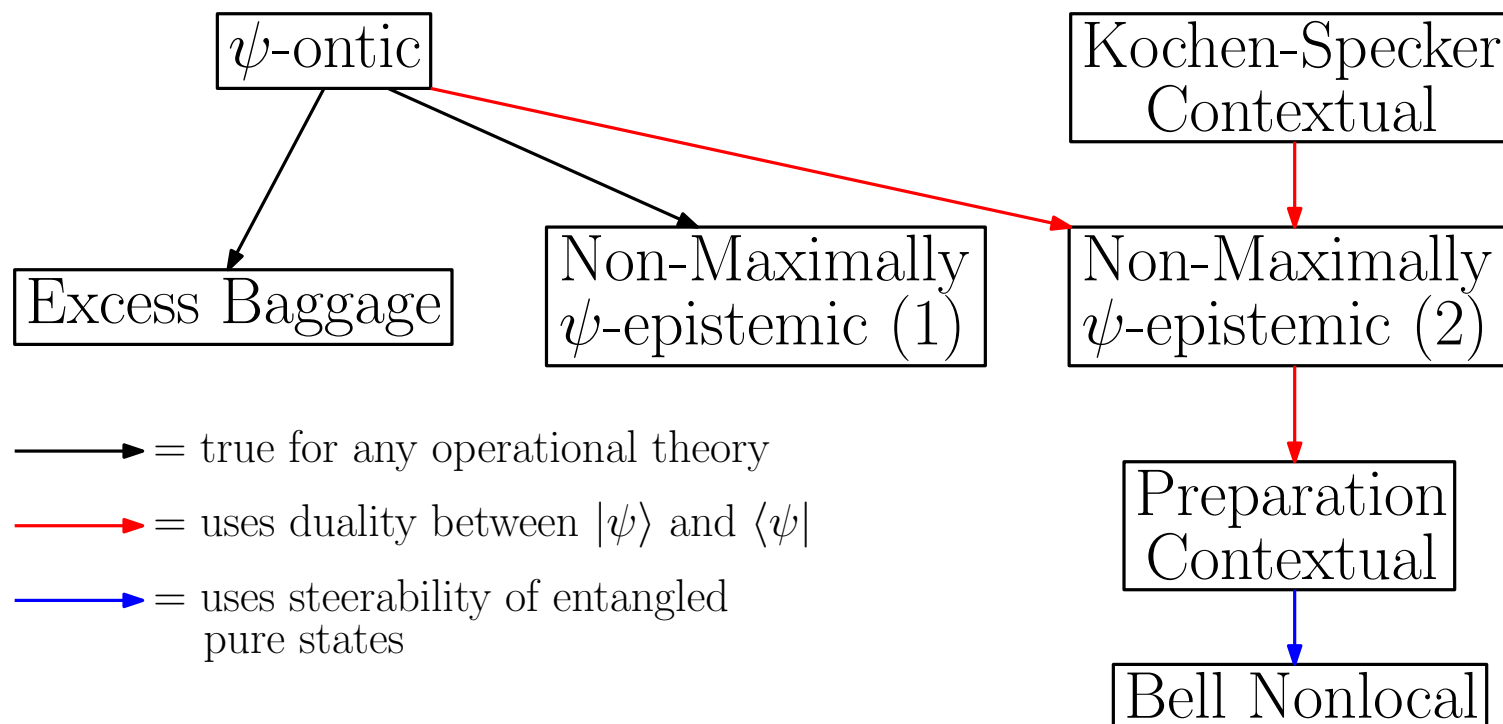 ψ-ontic
Kochen-Specker
Contextual
Excess Baggage
Non-Maximally
ψ-epistemic (1)
Non-Maximally
ψ-epistemic (2)
= true for any operational theory
= uses duality between |ψ⟩ and ⟨ψ|
= uses steerability of entangled
pure states
Preparation
Contextual
Bell Nonlocal